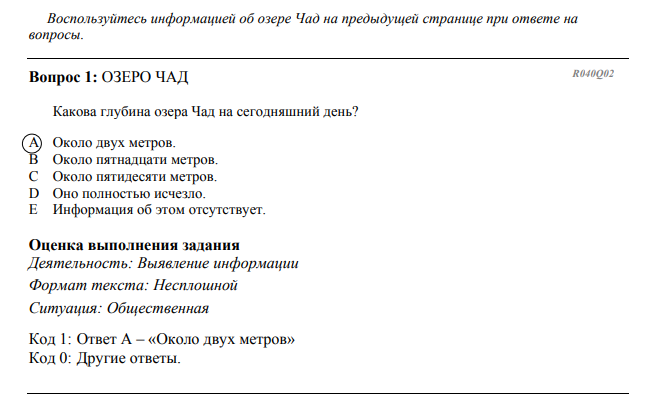 Воспользуйтесь информацией об озере Чад на предыдущей странице при ответе на
вопросы.
Вопрос 1: ОЗЕРО ЧАД
R040Q02
Какова глубина озера Чад на сегодняшний день?
A Около двух метров.
B Около пятнадцати метров.
C Около пятидесяти метров.
D Оно полностью исчезло.
E Информация об этом отсутствует.
Оценка выполнения задания
Деятельность: Выявление информации
Формат текста: Несплошной
Ситуация: Общественная
Код 1: Ответ А – «Около двух метров»
Код 0: Другие ответы.